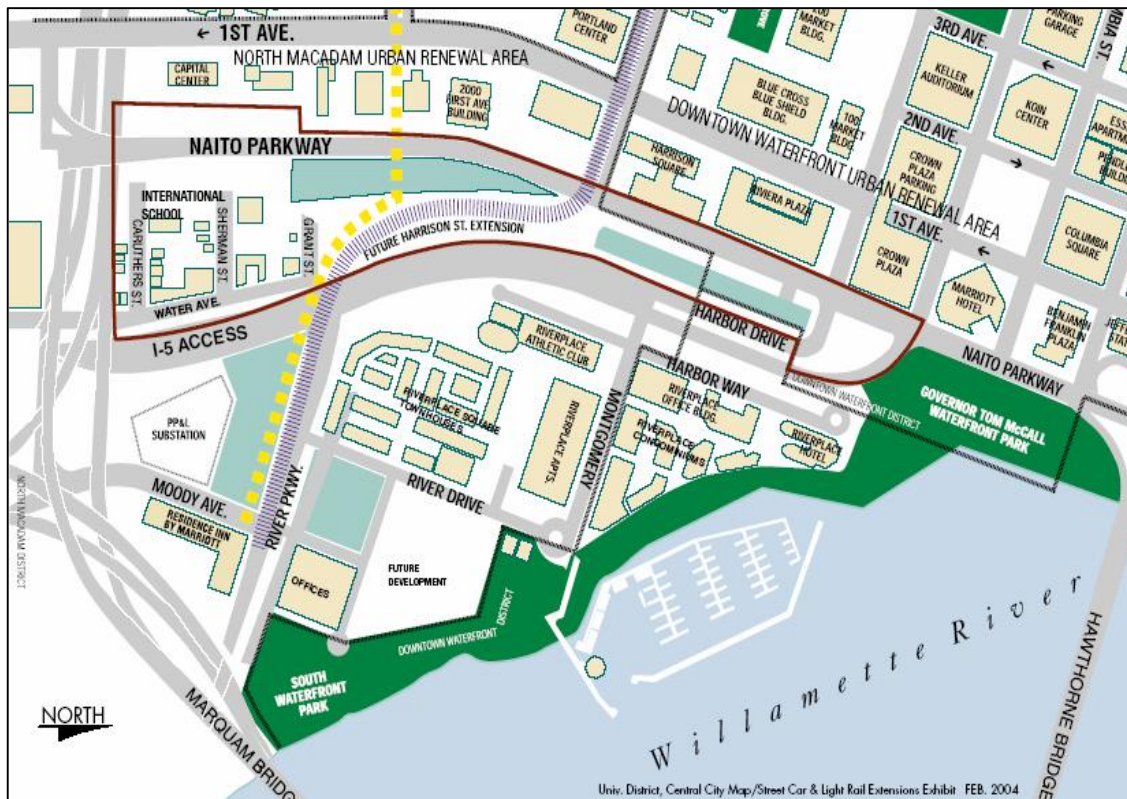 ← 1ST AVE.
NORTH MACADAM URBAN RENEWAL AREA
CAPITAL
CENTER
2000
FIRST AVE
BUILDING
PORTLAND
CENTER
MARKET
BLDG.
BLUE CROSS
BLUE SHIELD
BLDG.
100
MARKET
BLDG
3RD AVE.
←
PARKING
GARAGE
ST.
KELLER
AUDITORIUM
KOIN
CENTER
2ND AVE.
→
CROWN
PLAZA
PARKING
DOWNTOWN WATERFRONT URBAN RENEWAL AREA
NAITO PARKWAY
HARRISON
SQUARE
RIVIERA PLAZA
1ST AVE.
←
COLUMBIA
SQUARE
CROWN
PLAZA
MARRIOTT
HOTEL
BENJAMIN
FRANKLIN
PLAZA
NAITO PARKWAY
INTERNATIONAL
SCHOOL
CARUTHERS ST.
SHERMAN ST.
GRANT ST.
WATER AVE.
FUTURE HARRISON ST. EXTENSION
I-5 ACCESS
HARBOR DRIVE
HARBOR WAY
DOWNTOWN WATERFRONT DISTRICT
GOVERNOR TOM McCALL
WATERFRONT PARK
RIVERPLACE
ATHLETIC CLUB
RIVERPLACE SQUARE
TOWNHOUSES
RIVERPLACE APTS.
MONTGOMERY
RIVERPLACE
OFFICE BLDG.
RIVERPLACE
CONDOMINIUMS
RIVERPLACE
HOTEL
PP&L
SUBSTATION
MOODY AVE.
RIVER PKWY.
RIVER DRIVE
RESIDENCE INN
BY MARRIOTT
NORTH MACADAM DISTRICT
OFFICES
FUTURE
DEVELOPMENT
DOWNTOWN WATERFRONT
DISTRICT
SOUTH
WATERFRONT
PARK
NORTH
MARQUAM BRIDGE
Willamette River
HAWTHORNE BRIDGE
Univ. District, Central City Map/Street Car & Light Rail Extensions Exhibit FEB. 2004